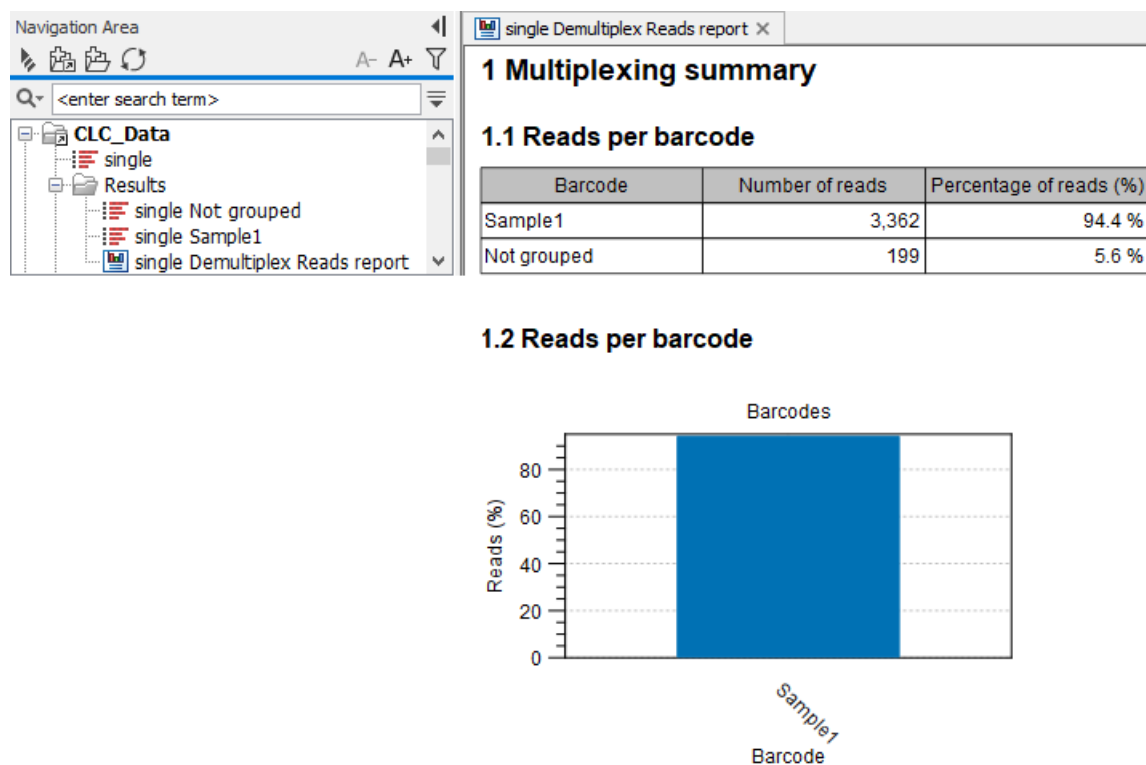 Navigation Area
A- A+
<enter search term>
CLC_Data
single
Results
single Not grouped
single Sample1
single Demultiplex Reads report
single Demultiplex Reads report
1 Multiplexing summary
1.1 Reads per barcode
Barcode Number of reads Percentage of reads (%)
Sample1 3,362 94.4 %
Not grouped 199 5.6 %
1.2 Reads per barcode
Barcodes
80
60
40
20
0
Reads (%)
Sample1
Barcode